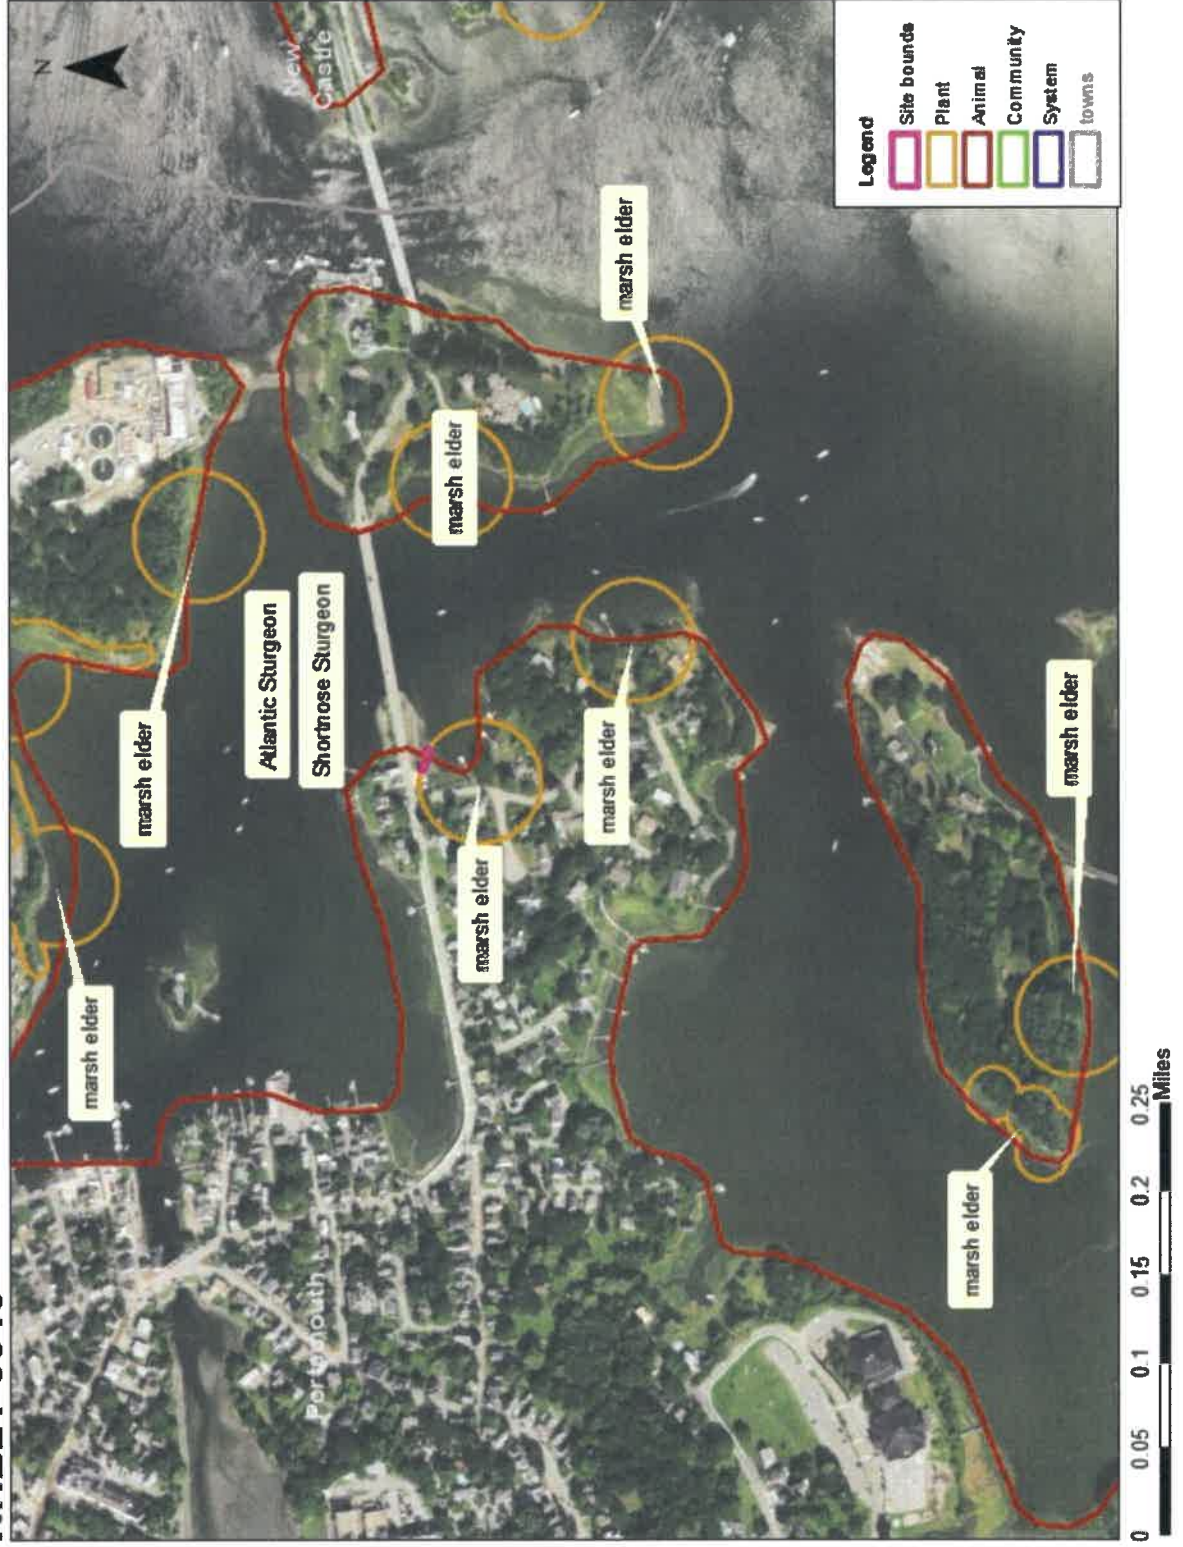 N
New
Castle
marsh elder
marsh elder
marsh elder
Atlantic Sturgeon
Shortnose Sturgeon
marsh elder
marsh elder
marsh elder
marsh elder
marsh elder
marsh elder
Portsmouth
Legend
Site bounds
Plant
Animal
Community
System
towns
0 0.05 0.1 0.15 0.2 0.25
Miles